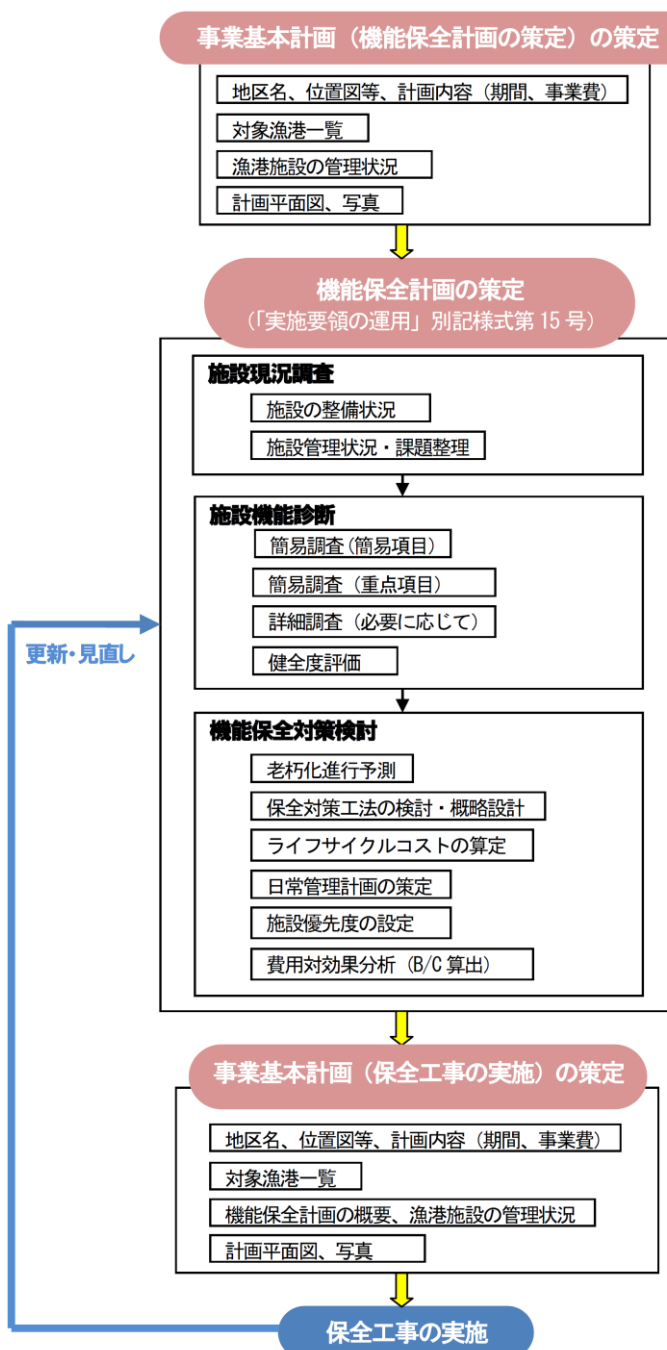 事業基本計画（機能保全計画の策定）の策定
地区名、位置図等、計画内容（期間、事業費）
対象漁港一覧
漁港施設の管理状況
計画平面図、写真
機能保全計画の策定
（「実施要領の運用」別記様式第15号）
施設現況調査
施設の整備状況
施設管理状況・課題整理
施設機能診断
簡易調査（簡易項目）
簡易調査（重点項目）
詳細調査（必要に応じて）
健全度評価
更新・見直し
機能保全対策検討
老朽化進行予測
保全対策工法の検討・概略設計
ライフサイクルコストの算定
日常管理計画の策定
施設優先度の設定
費用対効果分析（B/C 算出）
事業基本計画（保全工事の実施）の策定
地区名、位置図等、計画内容（期間、事業費）
対象漁港一覧
機能保全計画の概要、漁港施設の管理状況
計画平面図、写真
保全工事の実施